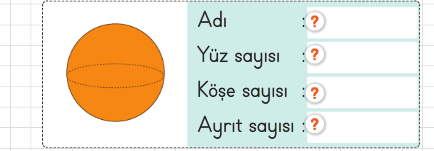 Adı : ?
Yüz sayısı : ?
Köşe sayısı : ?
Ayrıt sayısı : ?